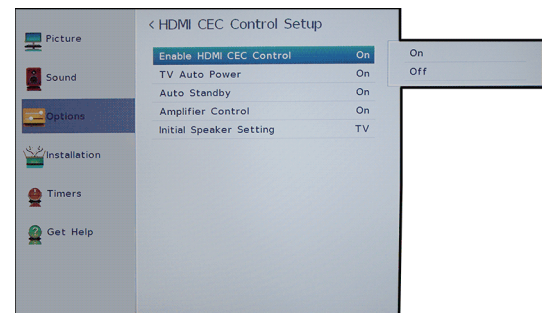 < HDMI CEC Control Setup
Picture
Sound
Options
Installation
Timers
Get Help
Enable HDMI CEC Control On
TV Auto Power On
Auto Standby On
Amplifier Control On
Initial Speaker Setting TV
On
Off